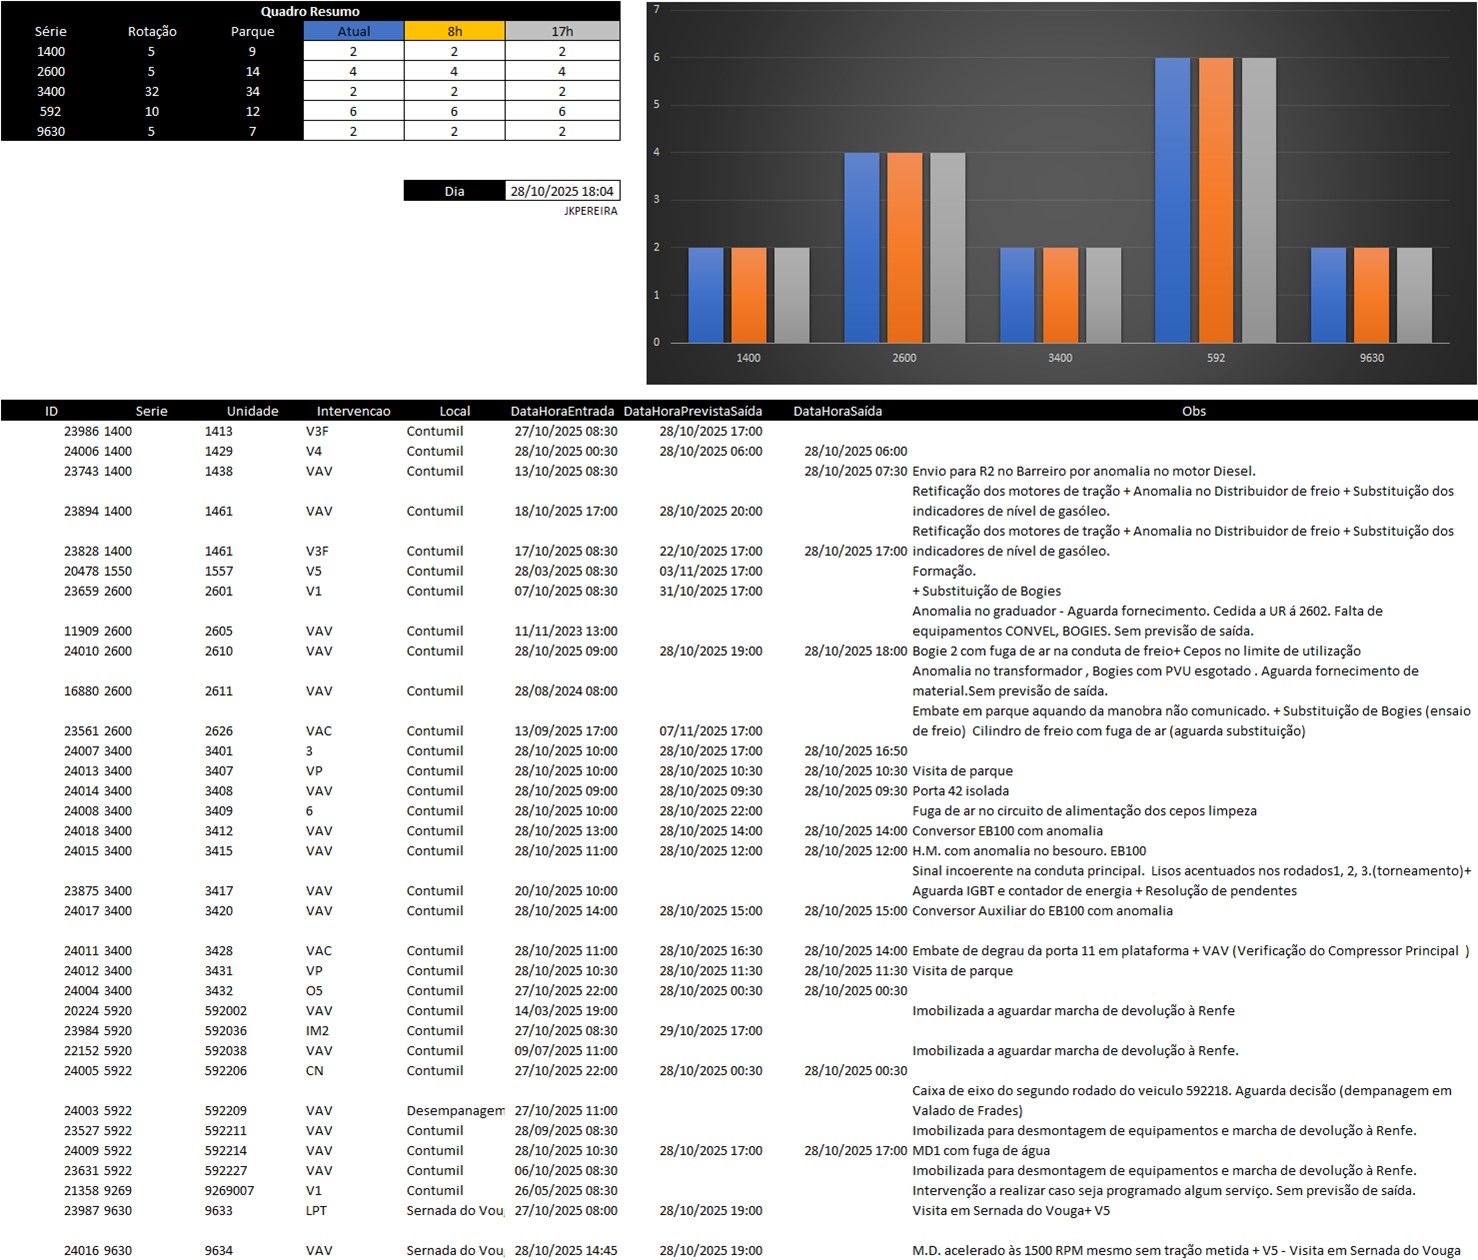 Quadro Resumo
Série Rotação Parque Atual 8h 17h
1400 5 9 2 2 2
2600 5 14 4 4 4
3400 32 34 2 2 2
592 10 12 6 6 6
9630 5 7 2 2 2
Dia 28/10/2025 18:04
JKPEREIRA
7
6
5
4
3
2
1
0
1400 2600 3400 592 9630
ID Serie Unidade Intervencao Local DataHoraEntrada DataHoraPrevistaSaída DataHoraSaída Obs
23986 1400 1413 V3F Contumil 27/10/2025 08:30 28/10/2025 17:00
24006 1400 1429 V4 Contumil 28/10/2025 00:30 28/10/2025 06:00 28/10/2025 06:00
23743 1400 1438 VAV Contumil 13/10/2025 08:30 28/10/2025 07:30 Envio para R2 no Barreiro por anomalia no motor Diesel.
Retificação dos motores de tração + Anomalia no Distribuidor de freio + Substituição dos
23894 1400 1461 VAV Contumil 18/10/2025 17:00 28/10/2025 20:00 indicadores de nível de gasóleo.
Retificação dos motores de tração + Anomalia no Distribuidor de freio + Substituição dos
23828 1400 1461 V3F Contumil 17/10/2025 08:30 22/10/2025 17:00 28/10/2025 17:00 indicadores de nível de gasóleo.
20478 1550 1557 V5 Contumil 28/03/2025 08:30 03/11/2025 17:00 Formação.
23659 2600 2601 V1 Contumil 07/10/2025 08:30 31/10/2025 17:00 + Substituição de Bogies
Anomalia no graduador - Aguarda fornecimento. Cedida a UR á 2602. Falta de
11909 2600 2605 VAV Contumil 11/11/2023 13:00 equipamentos CONVEL, BOGIES. Sem previsão de saída.
24010 2600 2610 VAV Contumil 28/10/2025 09:00 28/10/2025 19:00 28/10/2025 18:00 Bogie 2 com fuga de ar na conduta de freio+ Cepos no limite de utilização
Anomalia no transformador , Bogies com PVU esgotado . Aguarda fornecimento de
16880 2600 2611 VAV Contumil 28/08/2024 08:00 material.Sem previsão de saída.
Embate em parque aquando da manobra não comunicado. + Substituição de Bogies (ensaio
23561 2600 2626 VAC Contumil 13/09/2025 17:00 07/11/2025 17:00 de freio) Cilindro de freio com fuga de ar (aguarda substituição)
24007 3400 3401 3 Contumil 28/10/2025 10:00 28/10/2025 17:00 28/10/2025 16:50
24013 3400 3407 VP Contumil 28/10/2025 10:00 28/10/2025 10:30 28/10/2025 10:30 Visita de parque
24014 3400 3408 VAV Contumil 28/10/2025 09:00 28/10/2025 09:30 28/10/2025 09:30 Porta 42 isolada
24008 3400 3409 6 Contumil 28/10/2025 10:00 28/10/2025 22:00 Fuga de ar no circuito de alimentação dos cepos limpeza
24018 3400 3412 VAV Contumil 28/10/2025 13:00 28/10/2025 14:00 28/10/2025 14:00 Conversor EB100 com anomalia
24015 3400 3415 VAV Contumil 28/10/2025 11:00 28/10/2025 12:00 28/10/2025 12:00 H.M. com anomalia no besouro. EB100
Sinal incoerente na conduta principal. Lisos acentuados nos rodados1, 2, 3.(torneamento)+
23875 3400 3417 VAV Contumil 20/10/2025 10:00 Aguarda IGBT e contador de energia + Resolução de pendentes
24017 3400 3420 VAV Contumil 28/10/2025 14:00 28/10/2025 15:00 28/10/2025 15:00 Conversor Auxiliar do EB100 com anomalia
24011 3400 3428 VAC Contumil 28/10/2025 11:00 28/10/2025 16:30 28/10/2025 14:00 Embate de degrau da porta 11 em plataforma + VAV (Verificação do Compressor Principal )
24012 3400 3431 VP Contumil 28/10/2025 10:30 28/10/2025 11:30 28/10/2025 11:30 Visita de parque
24004 3400 3432 O5 Contumil 27/10/2025 22:00 28/10/2025 00:30 28/10/2025 00:30
20224 5920 592002 VAV Contumil 14/03/2025 19:00 Imobilizada a aguardar marcha de devolução à Renfe
23984 5920 592036 IM2 Contumil 27/10/2025 08:30 29/10/2025 17:00
22152 5920 592038 VAV Contumil 09/07/2025 11:00 Imobilizada a aguardar marcha de devolução à Renfe.
24005 5922 592206 CN Contumil 27/10/2025 22:00 28/10/2025 00:30 28/10/2025 00:30
Caixa de eixo do segundo rodado do veiculo 592218. Aguarda decisão (dempanagem em
24003 5922 592209 VAV Desempanagem 27/10/2025 11:00 Valado de Frades)
23527 5922 592211 VAV Contumil 28/09/2025 08:30 Imobilizada para desmontagem de equipamentos e marcha de devolução à Renfe.
24009 5922 592214 VAV Contumil 28/10/2025 10:30 28/10/2025 17:00 28/10/2025 17:00 MD1 com fuga de água
23631 5922 592227 VAV Contumil 06/10/2025 08:30 Imobilizada para desmontagem de equipamentos e marcha de devolução à Renfe.
21358 9269 9269007 V1 Contumil 26/05/2025 08:30 Intervenção a realizar caso seja programado algum serviço. Sem previsão de saída.
23987 9630 9633 LPT Sernada do Vou 27/10/2025 08:00 28/10/2025 19:00 Visita em Sernada do Vouga+ V5
24016 9630 9634 VAV Sernada do Vou 28/10/2025 14:45 28/10/2025 19:00 M.D. acelerado às 1500 RPM mesmo sem tração metida + V5 - Visita em Sernada do Vouga